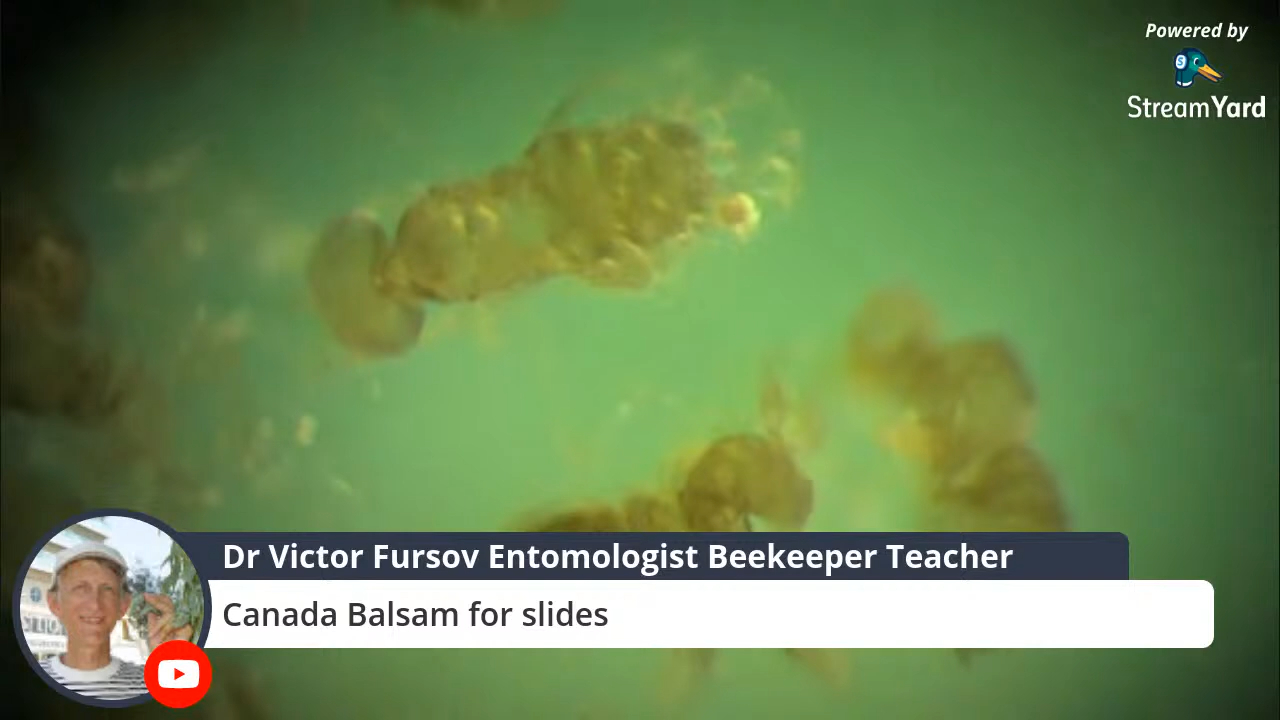 Powered by
StreamYard
Dr Victor Fursov Entomologist Beekeeper Teacher
Canada Balsam for slides